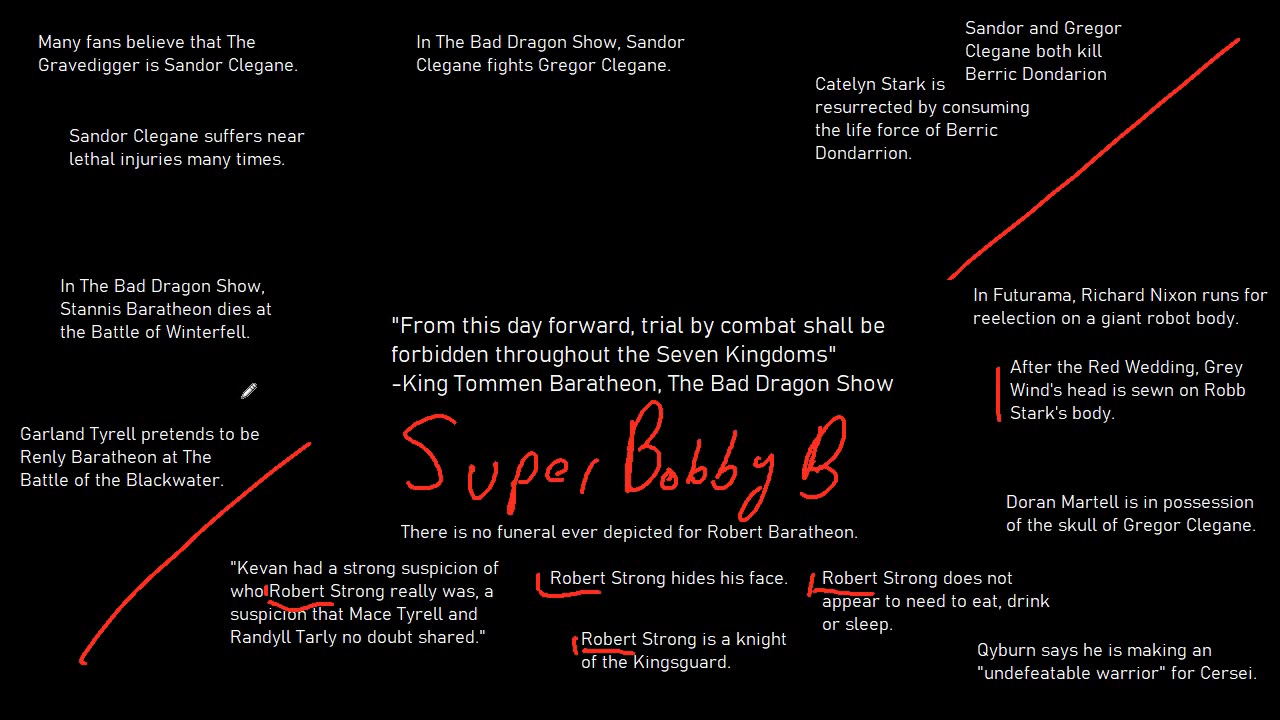 Many fans believe that The
Gravedigger is Sandor Clegane.
In The Bad Dragon Show, Sandor
Clegane fights Gregor Clegane.
Sandor and Gregor
Clegane both kill
Berric Dondarion
Catelyn Stark is
resurrected by consuming
the life force of Berric
Dondarrion.
Sandor Clegane suffers near
lethal injuries many times.
In The Bad Dragon Show,
Stannis Baratheon dies at
the Battle of Winterfell.
"From this day forward, trial by combat shall be
forbidden throughout the Seven Kingdoms"
-King Tommen Baratheon, The Bad Dragon Show
In Futurama, Richard Nixon runs for
reelection on a giant robot body.
After the Red Wedding, Grey
Wind's head is sewn on Robb
Stark's body.
Garland Tyrell pretends to be
Renly Baratheon at The
Battle of the Blackwater.
Super Bobby B
There is no funeral ever depicted for Robert Baratheon.
Doran Martell is in possession
of the skull of Gregor Clegane.
"Kevan had a strong suspicion of
who Robert Strong really was, a
suspicion that Mace Tyrell and
Randyll Tarly no doubt shared."
Robert Strong hides his face.
Robert Strong is a knight
of the Kingsguard.
Robert Strong does not
appear to need to eat, drink
or sleep.
Qyburn says he is making an
"undefeatable warrior" for Cersei.